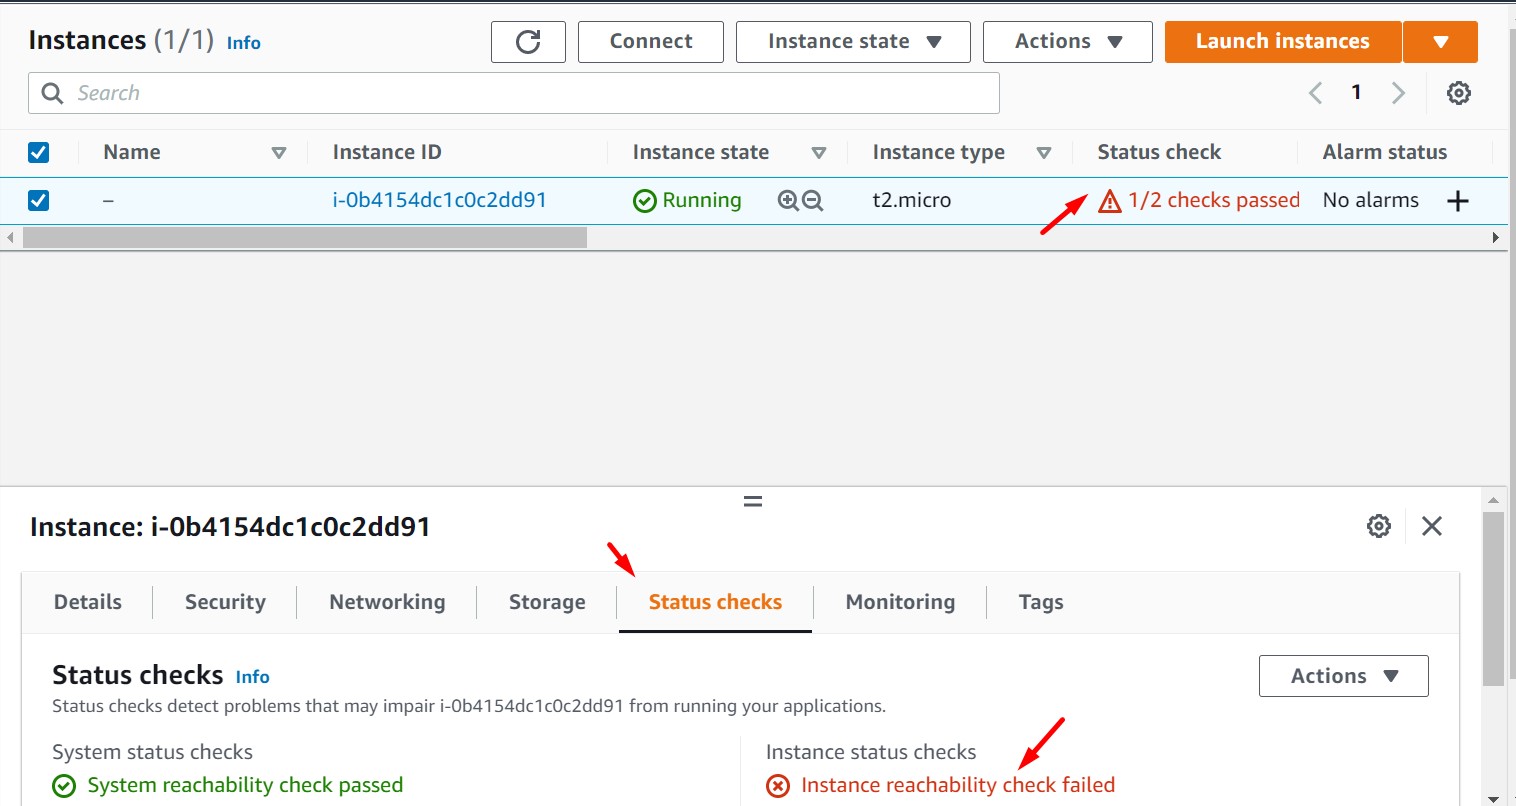 Instances (1/1) Info
Connect
Instance state
Actions
Launch instances
Search
1
Name
Instance ID
Instance state
Instance type
Status check
Alarm status
–
i-0b4154dc1c0c2dd91
Running
t2.micro
1/2 checks passed
No alarms
Instance: i-0b4154dc1c0c2dd91
Details
Security
Networking
Storage
Status checks
Monitoring
Tags
Status checks Info
Actions
Status checks detect problems that may impair i-0b4154dc1c0c2dd91 from running your applications.
System status checks
System reachability check passed
Instance status checks
Instance reachability check failed